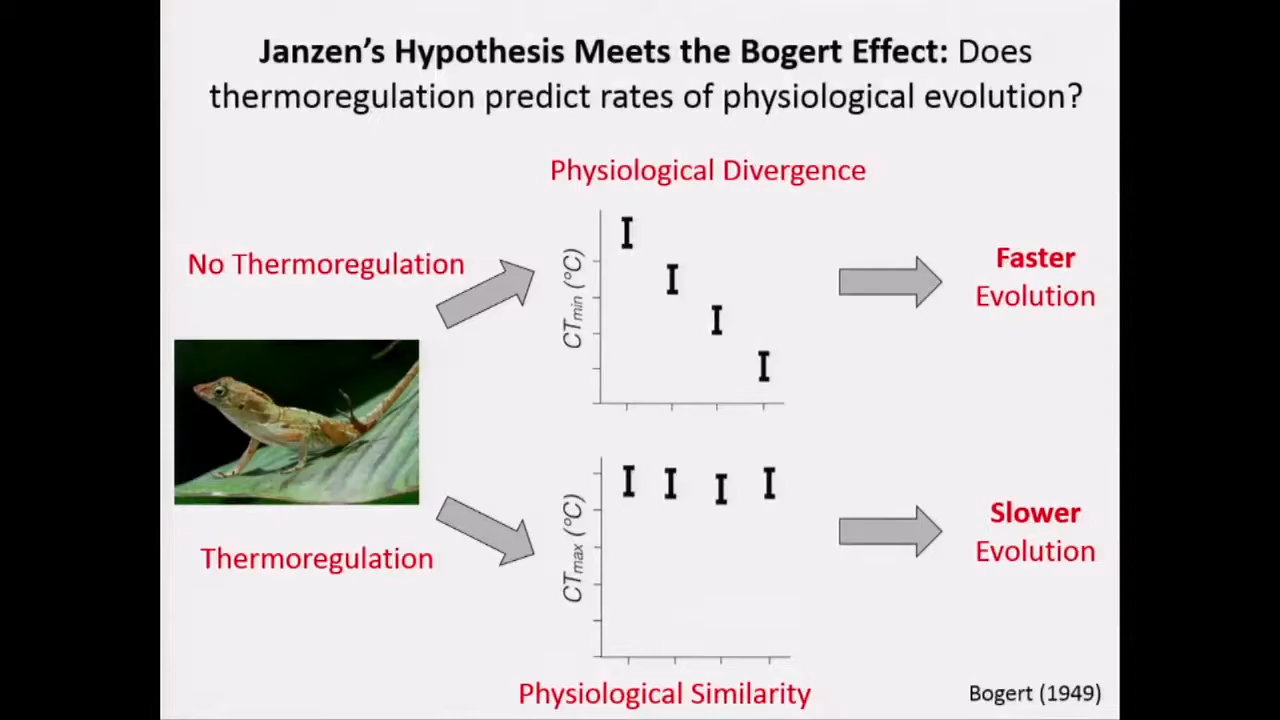 Janzen's Hypothesis Meets the Bogert Effect: Does
thermoregulation predict rates of physiological evolution?
Physiological Divergence
No Thermoregulation
CTmin (°C)
Faster
Evolution
Thermoregulation
CTmax (°C)
Slower
Evolution
Physiological Similarity
Bogert (1949)